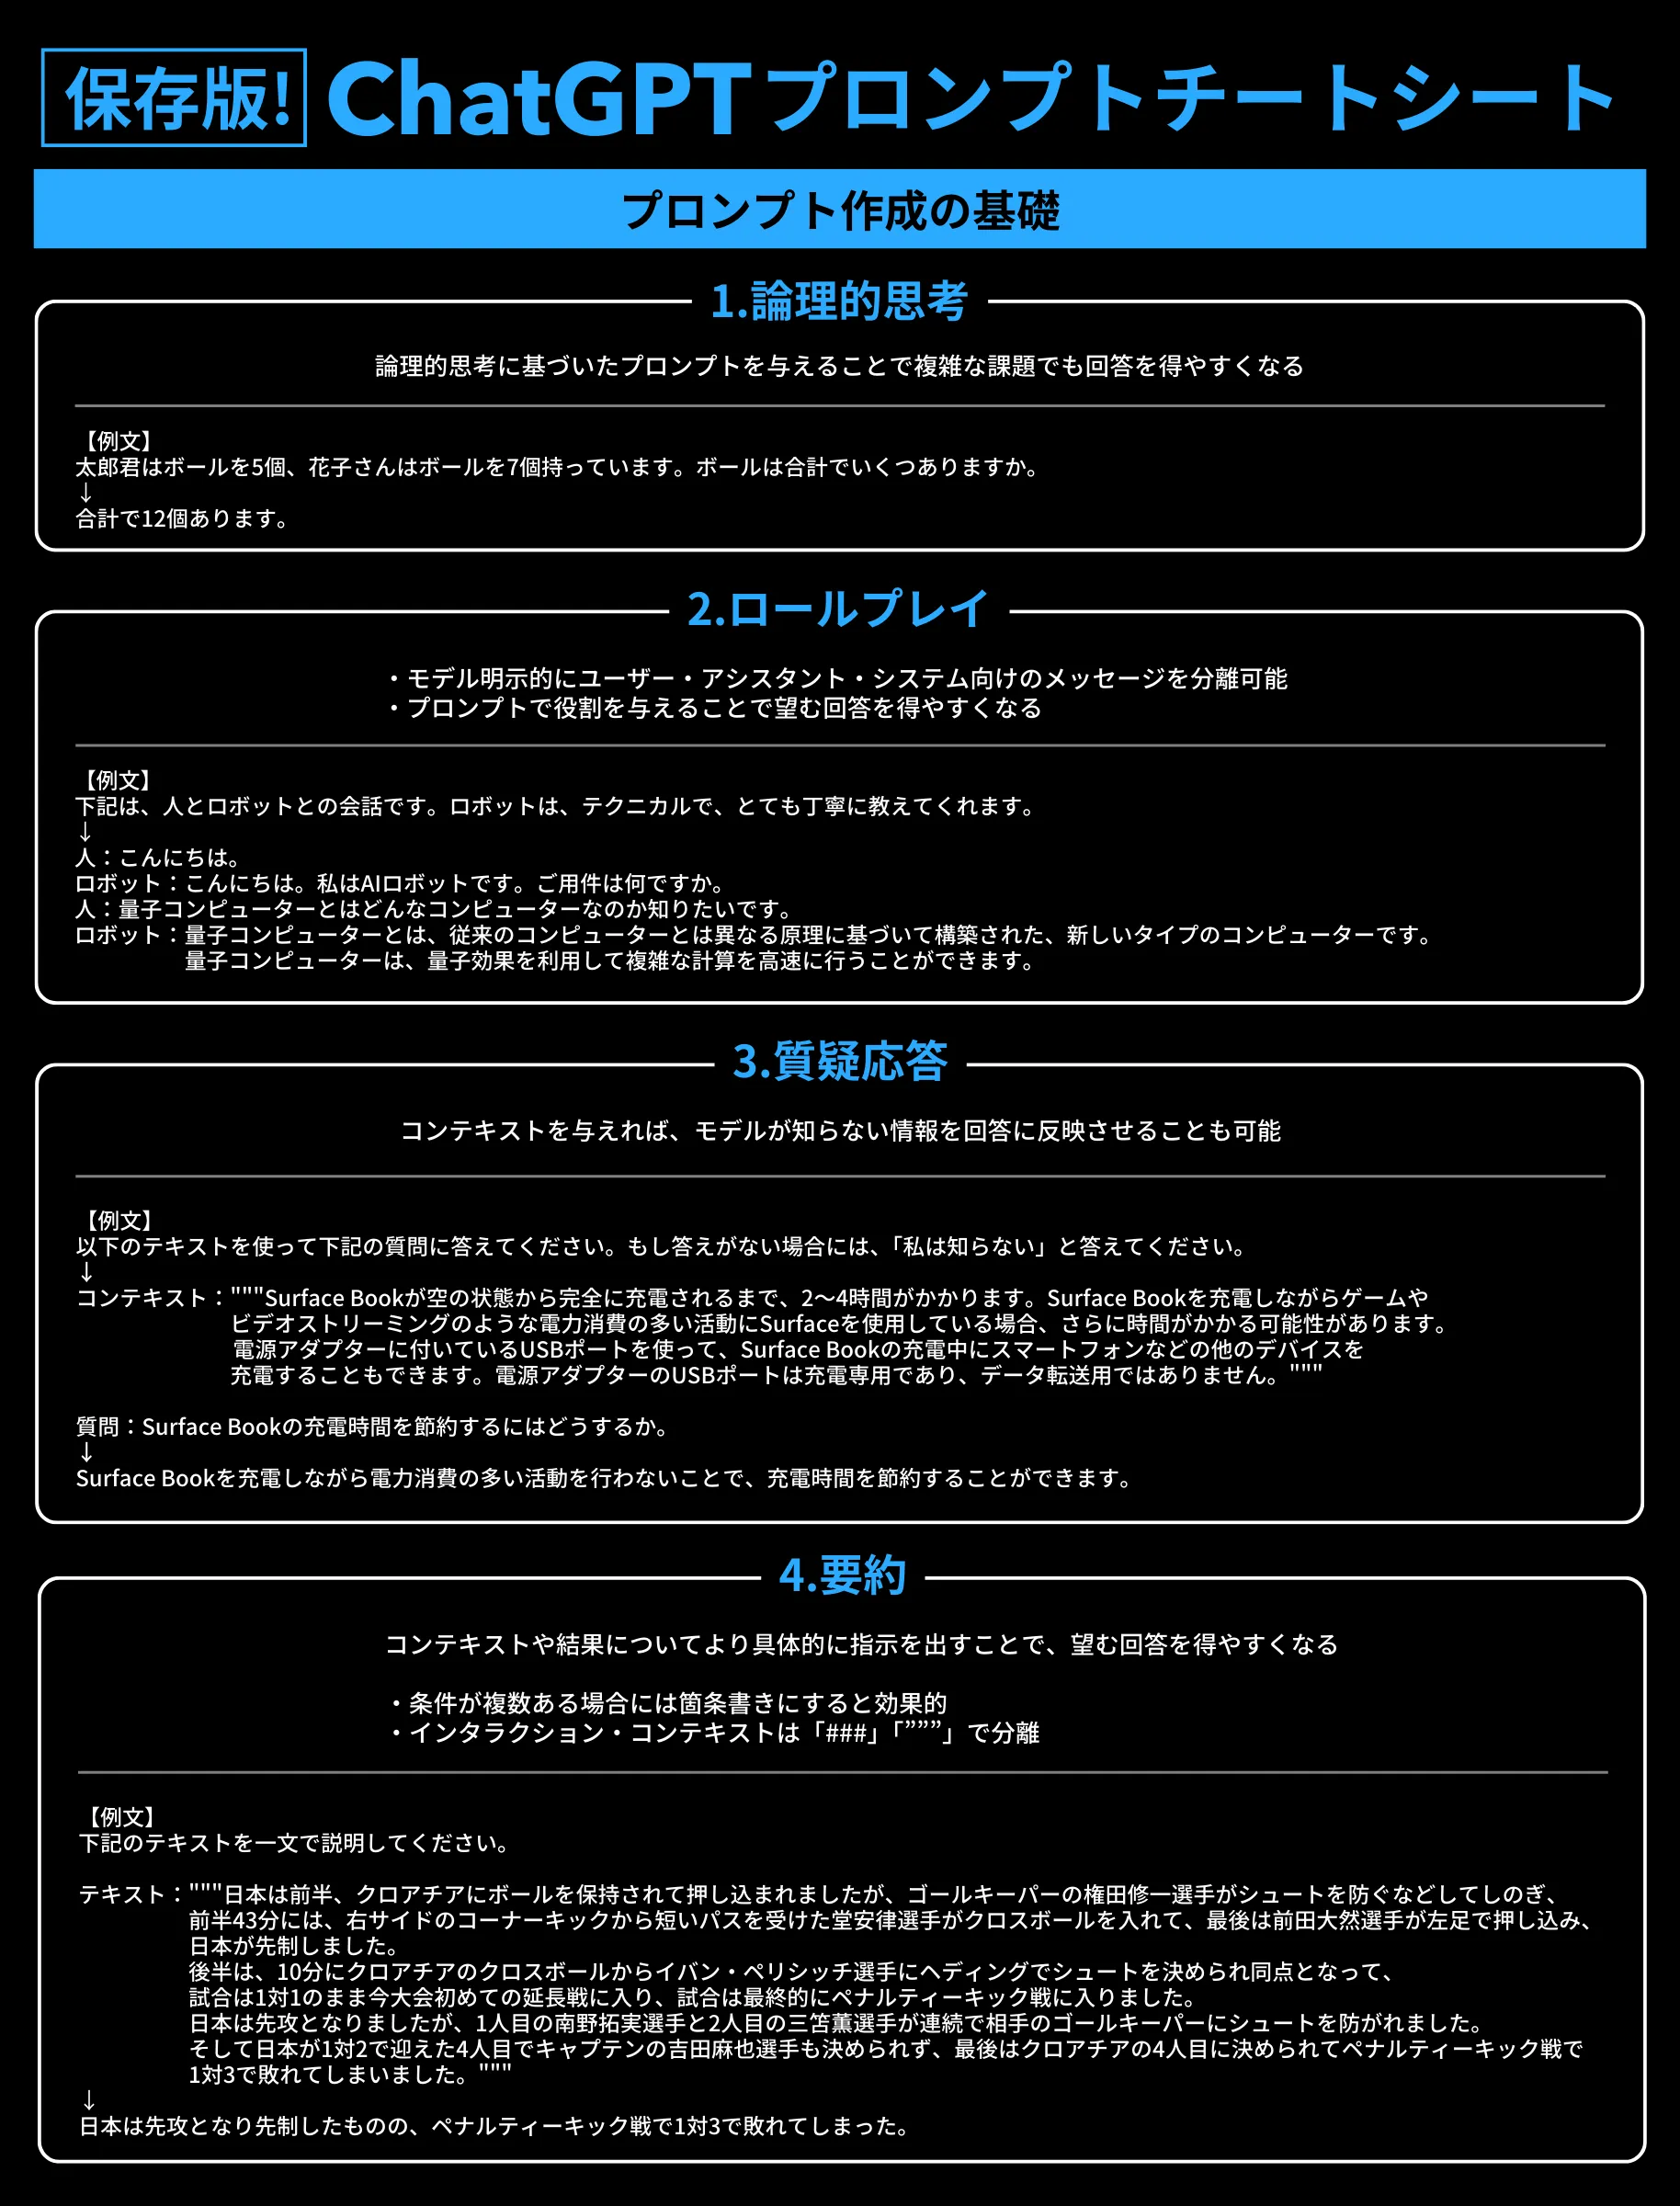 保存版!
ChatGPTプロンプトチートシート
プロンプト作成の基礎
1.論理的思考
論理的思考に基づいたプロンプトを与えることで複雑な課題でも回答を得やすくなる
【例文】
太郎君はボールを5個、花子さんはボールを7個持っています。ボールは合計でいくつありますか。
↓
合計で12個あります。
2.ロールプレイ
・モデル明示的にユーザー・アシスタント・システム向けのメッセージを分離可能
・プロンプトで役割を与えることで望む回答を得やすくなる
【例文】
下記は、人とロボットとの会話です。ロボットは、テクニカルで、とても丁寧に教えてくれます。
↓
人：こんにちは。
ロボット：こんにちは。私はAIロボットです。ご用件は何ですか。
人：量子コンピューターとはどんなコンピューターなのか知りたいです。
ロボット：量子コンピューターとは、従来のコンピューターとは異なる原理に基づいて構築された、新しいタイプのコンピューターです。
量子コンピューターは、量子効果を利用して複雑な計算を高速に行うことができます。
3.質疑応答
コンテキストを与えれば、モデルが知らない情報を回答に反映させることも可能
【例文】
以下のテキストを使って下記の質問に答えてください。もし答えがない場合には、「私は知らない」と答えてください。
↓
コンテキスト："""Surface Bookが空の状態から完全に充電されるまで、2〜4時間がかかります。Surface Bookを充電しながらゲームや
ビデオストリーミングのような電力消費の多い活動にSurfaceを使用している場合、さらに時間がかかる可能性があります。
電源アダプターに付いているUSBポートを使って、Surface Bookの充電中にスマートフォンなどの他のデバイスを
充電することもできます。電源アダプターのUSBポートは充電専用であり、データ転送用ではありません。"""
質問：Surface Bookの充電時間を節約するにはどうするか。
↓
Surface Bookを充電しながら電力消費の多い活動を行わないことで、充電時間を節約することができます。
4.要約
コンテキストや結果についてより具体的に指示を出すことで、望む回答を得やすくなる
・条件が複数ある場合には箇条書きにすると効果的
・インタラクション・コンテキストは「###」「”””」で分離
【例文】
下記のテキストを一文で説明してください。
テキスト："""日本は前半、クロアチアにボールを保持されて押し込まれましたが、ゴールキーパーの権田修一選手がシュートを防ぐなどしてしのぎ、
前半43分には、右サイドのコーナーキックから短いパスを受けた堂安律選手がクロスボールを入れて、最後は前田大然選手が左足で押し込み、
日本が先制しました。
後半は、10分にクロアチアのクロスボールからイバン・ペリシッチ選手にヘディングでシュートを決められ同点となって、
試合は1対1のまま今大会初めての延長戦に入り、試合は最終的にペナルティーキック戦に入りました。
日本は先攻となりましたが、1人目の南野拓実選手と2人目の三笘薫選手が連続で相手のゴールキーパーにシュートを防がれました。
そして日本が1対2で迎えた4人目でキャプテンの吉田麻也選手も決められず、最後はクロアチアの4人目に決められてペナルティーキック戦で
1対3で敗れてしまいました。"""
↓
日本は先攻となり先制したものの、ペナルティーキック戦で1対3で敗れてしまった。